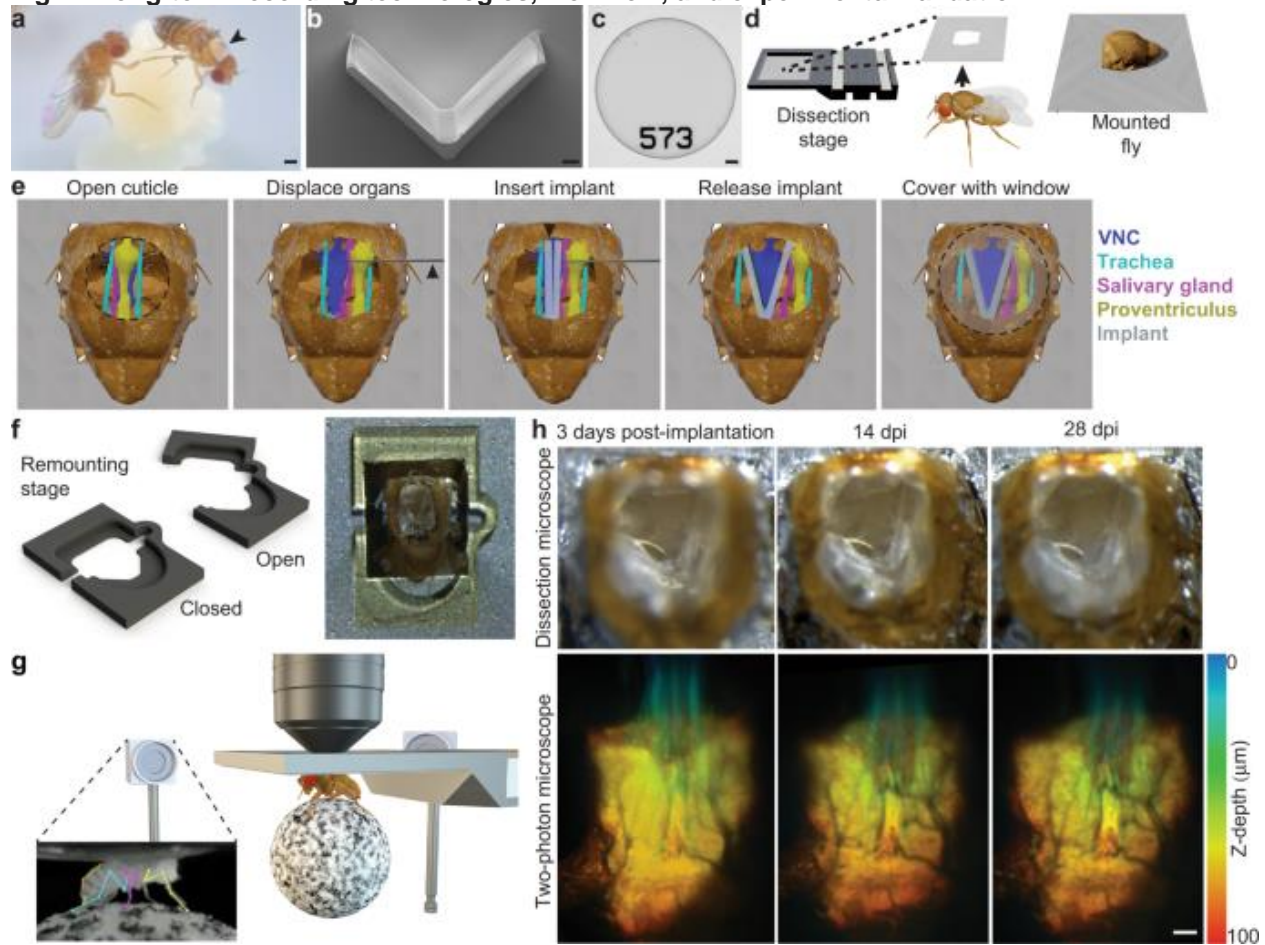 a
b
c
573
d
Dissection
stage
Mounted
fly
e
Open cuticle
Displace organs
Insert implant
Release implant
Cover with window
VNC
Trachea
Salivary gland
Proventriculus
Implant
f
Remounting
stage
Open
Closed
g
h
3 days post-implantation
14 dpi
28 dpi
Dissection microscope
Two-photon microscope
0
Z-depth (μm)
100